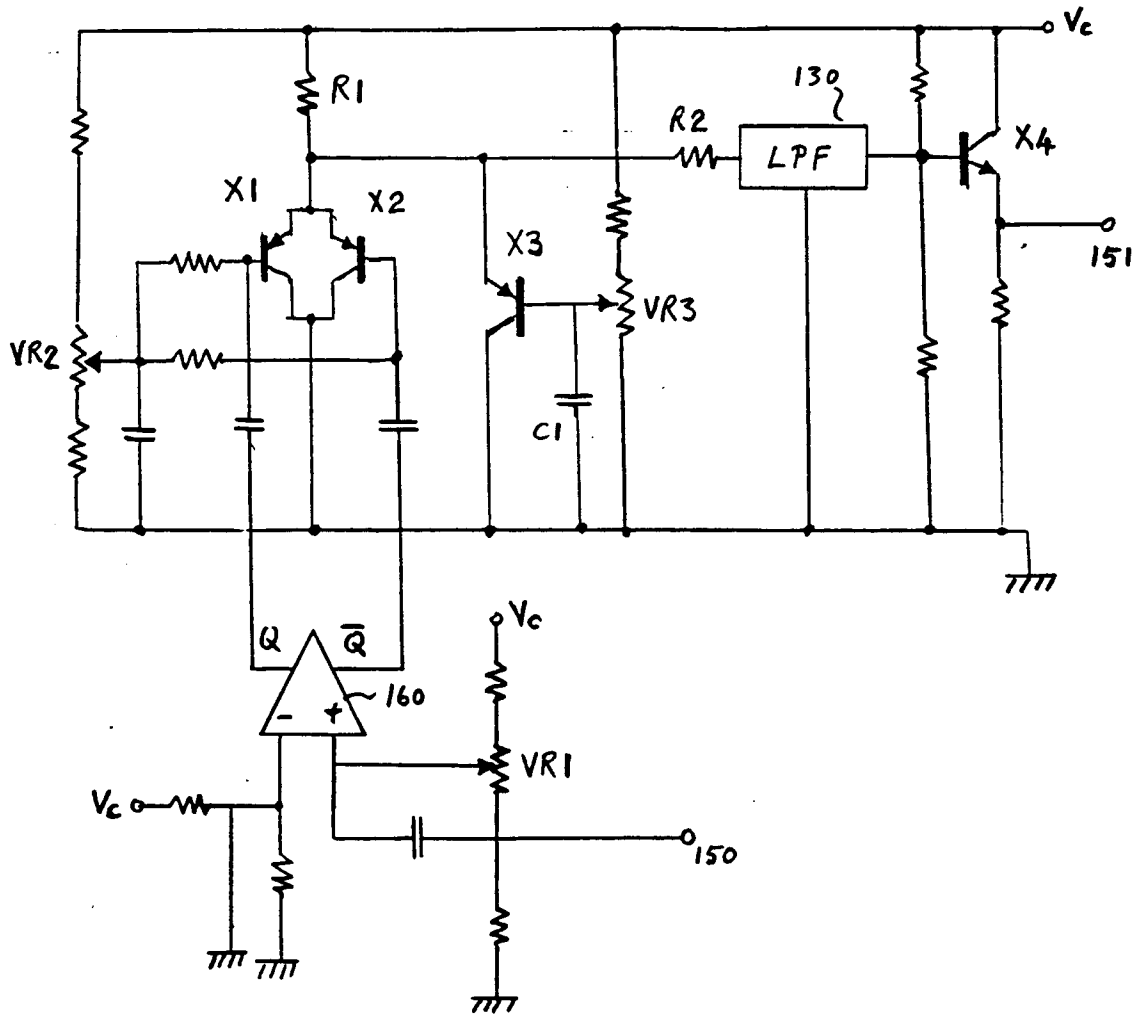 Vc
130
R1
R2
LPF
X4
X1
X2
X3
151
VR2
VR3
C1
Q
Q̅
Vc
160
-
+
VR1
Vc
150